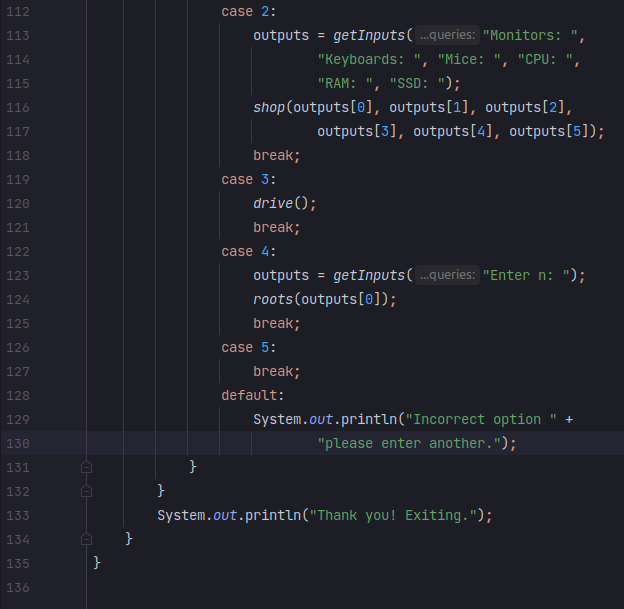 112 case 2:
113 outputs = getInputs( ...queries: "Monitors: ",
114 "Keyboards: ", "Mice: ", "CPU: ",
115 "RAM: ", "SSD: ");
116 shop(outputs[0], outputs[1], outputs[2],
117 outputs[3], outputs[4], outputs[5]);
118 break;
119 case 3:
120 drive();
121 break;
122 case 4:
123 outputs = getInputs( ...queries: "Enter n: ");
124 roots(outputs[0]);
125 break;
126 case 5:
127 break;
128 default:
129 System.out.println("Incorrect option " +
130 "please enter another.");
131 }
132 }
133 System.out.println("Thank you! Exiting.");
134 }
135 }
136